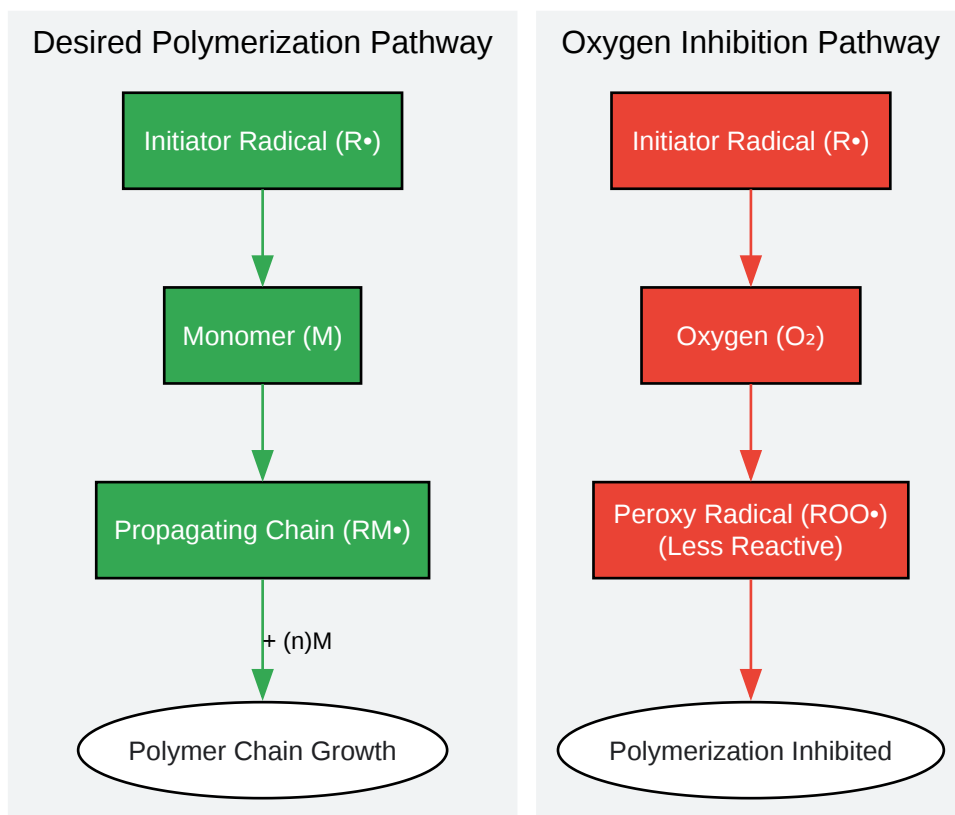 Desired Polymerization Pathway
Initiator Radical (R•)
Monomer (M)
Propagating Chain (RM•)
+ (n)M
Polymer Chain Growth
Oxygen Inhibition Pathway
Initiator Radical (R•)
Oxygen (O₂)
Peroxy Radical (ROO•)
(Less Reactive)
Polymerization Inhibited